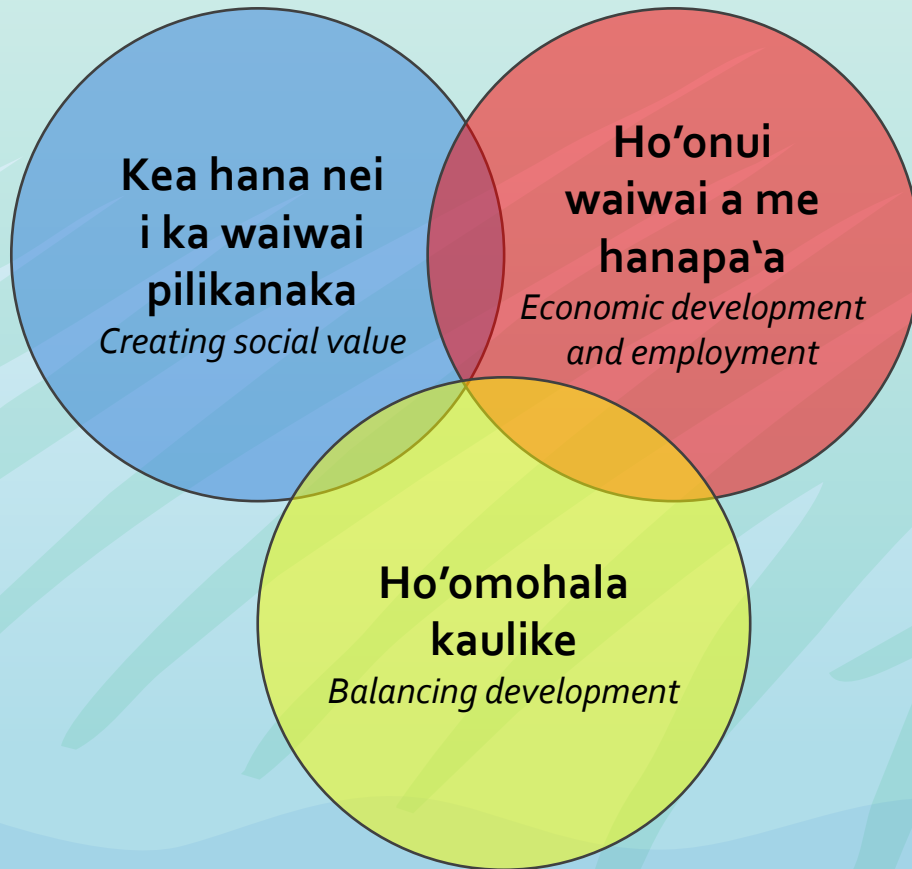 Kea hana nei
i ka waiwai
pilikanaka
Creating social value
Ho’onui
waiwai a me
hanapa‘a
Economic development
and employment
Ho’omohala
kaulike
Balancing development